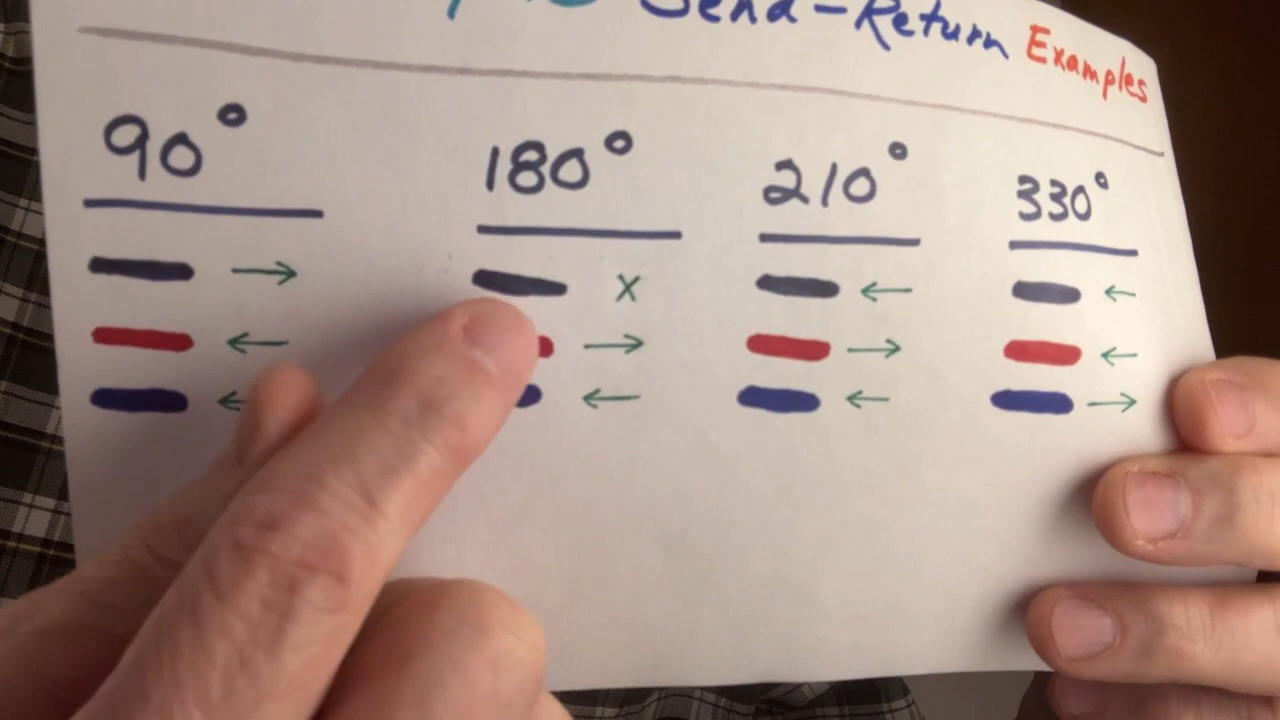 Send-Return Examples
90° 180° 210° 330°
→ X ← ←
← → → ←
← ← ← →